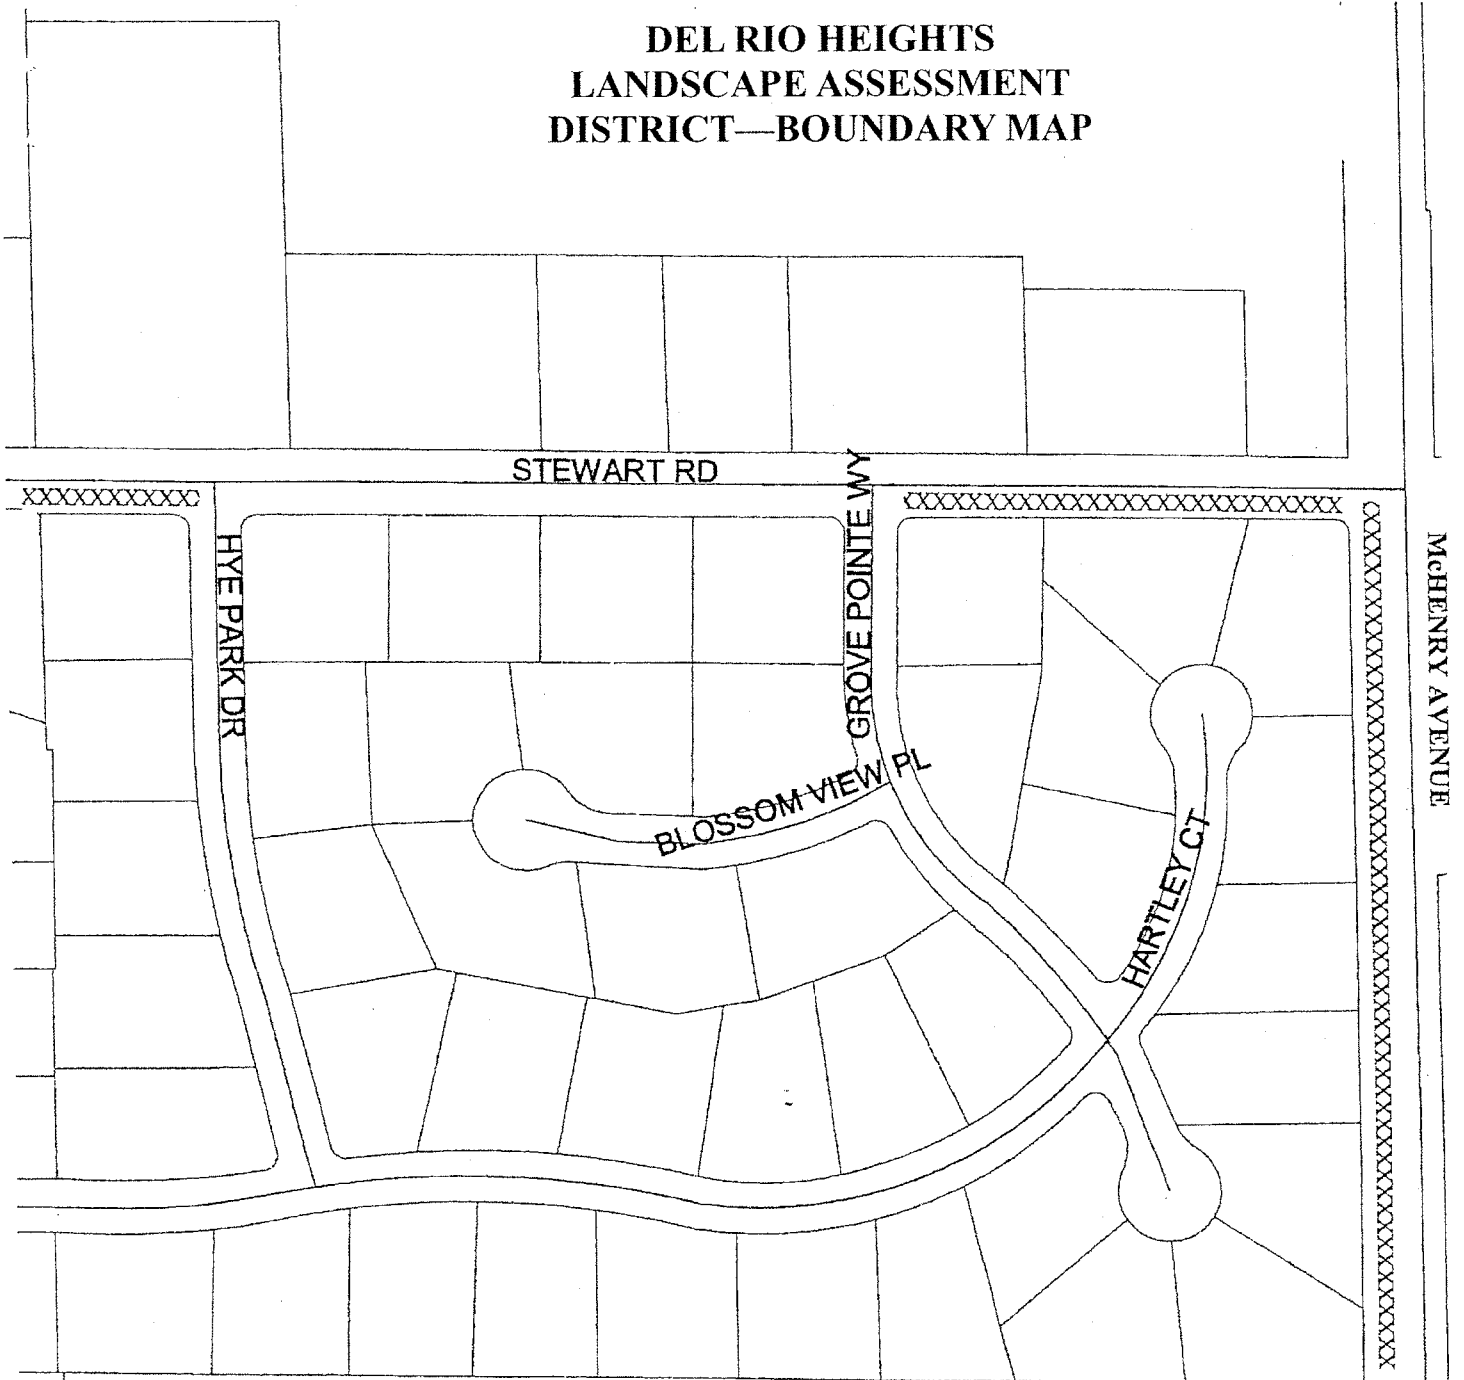 DEL RIO HEIGHTS
LANDSCAPE ASSESSMENT
DISTRICT—BOUNDARY MAP
STEWART RD
GROVE POINTE WY
HYE PARK DR
BLOSSOM VIEW PL
HARTLEY CT
McHENRY AVENUE